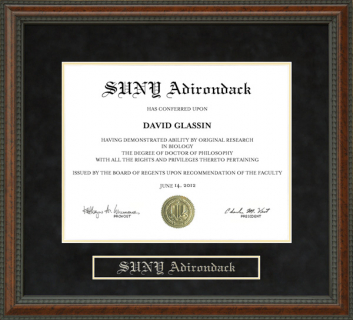 SUNY Adirondack
HAS CONFERRED UPON
DAVID GLASSIN
HAVING DEMONSTRATED ABILITY BY ORIGINAL RESEARCH
IN BIOLOGY
THE DEGREE OF DOCTOR OF PHILOSOPHY
WITH ALL THE RIGHTS AND PRIVILEGES THERETO PERTAINING
ISSUED BY THE BOARD OF REGENTS UPON RECOMMENDATION OF THE FACULTY
JUNE 14, 2012
PROVOST
PRESIDENT
SUNY Adirondack